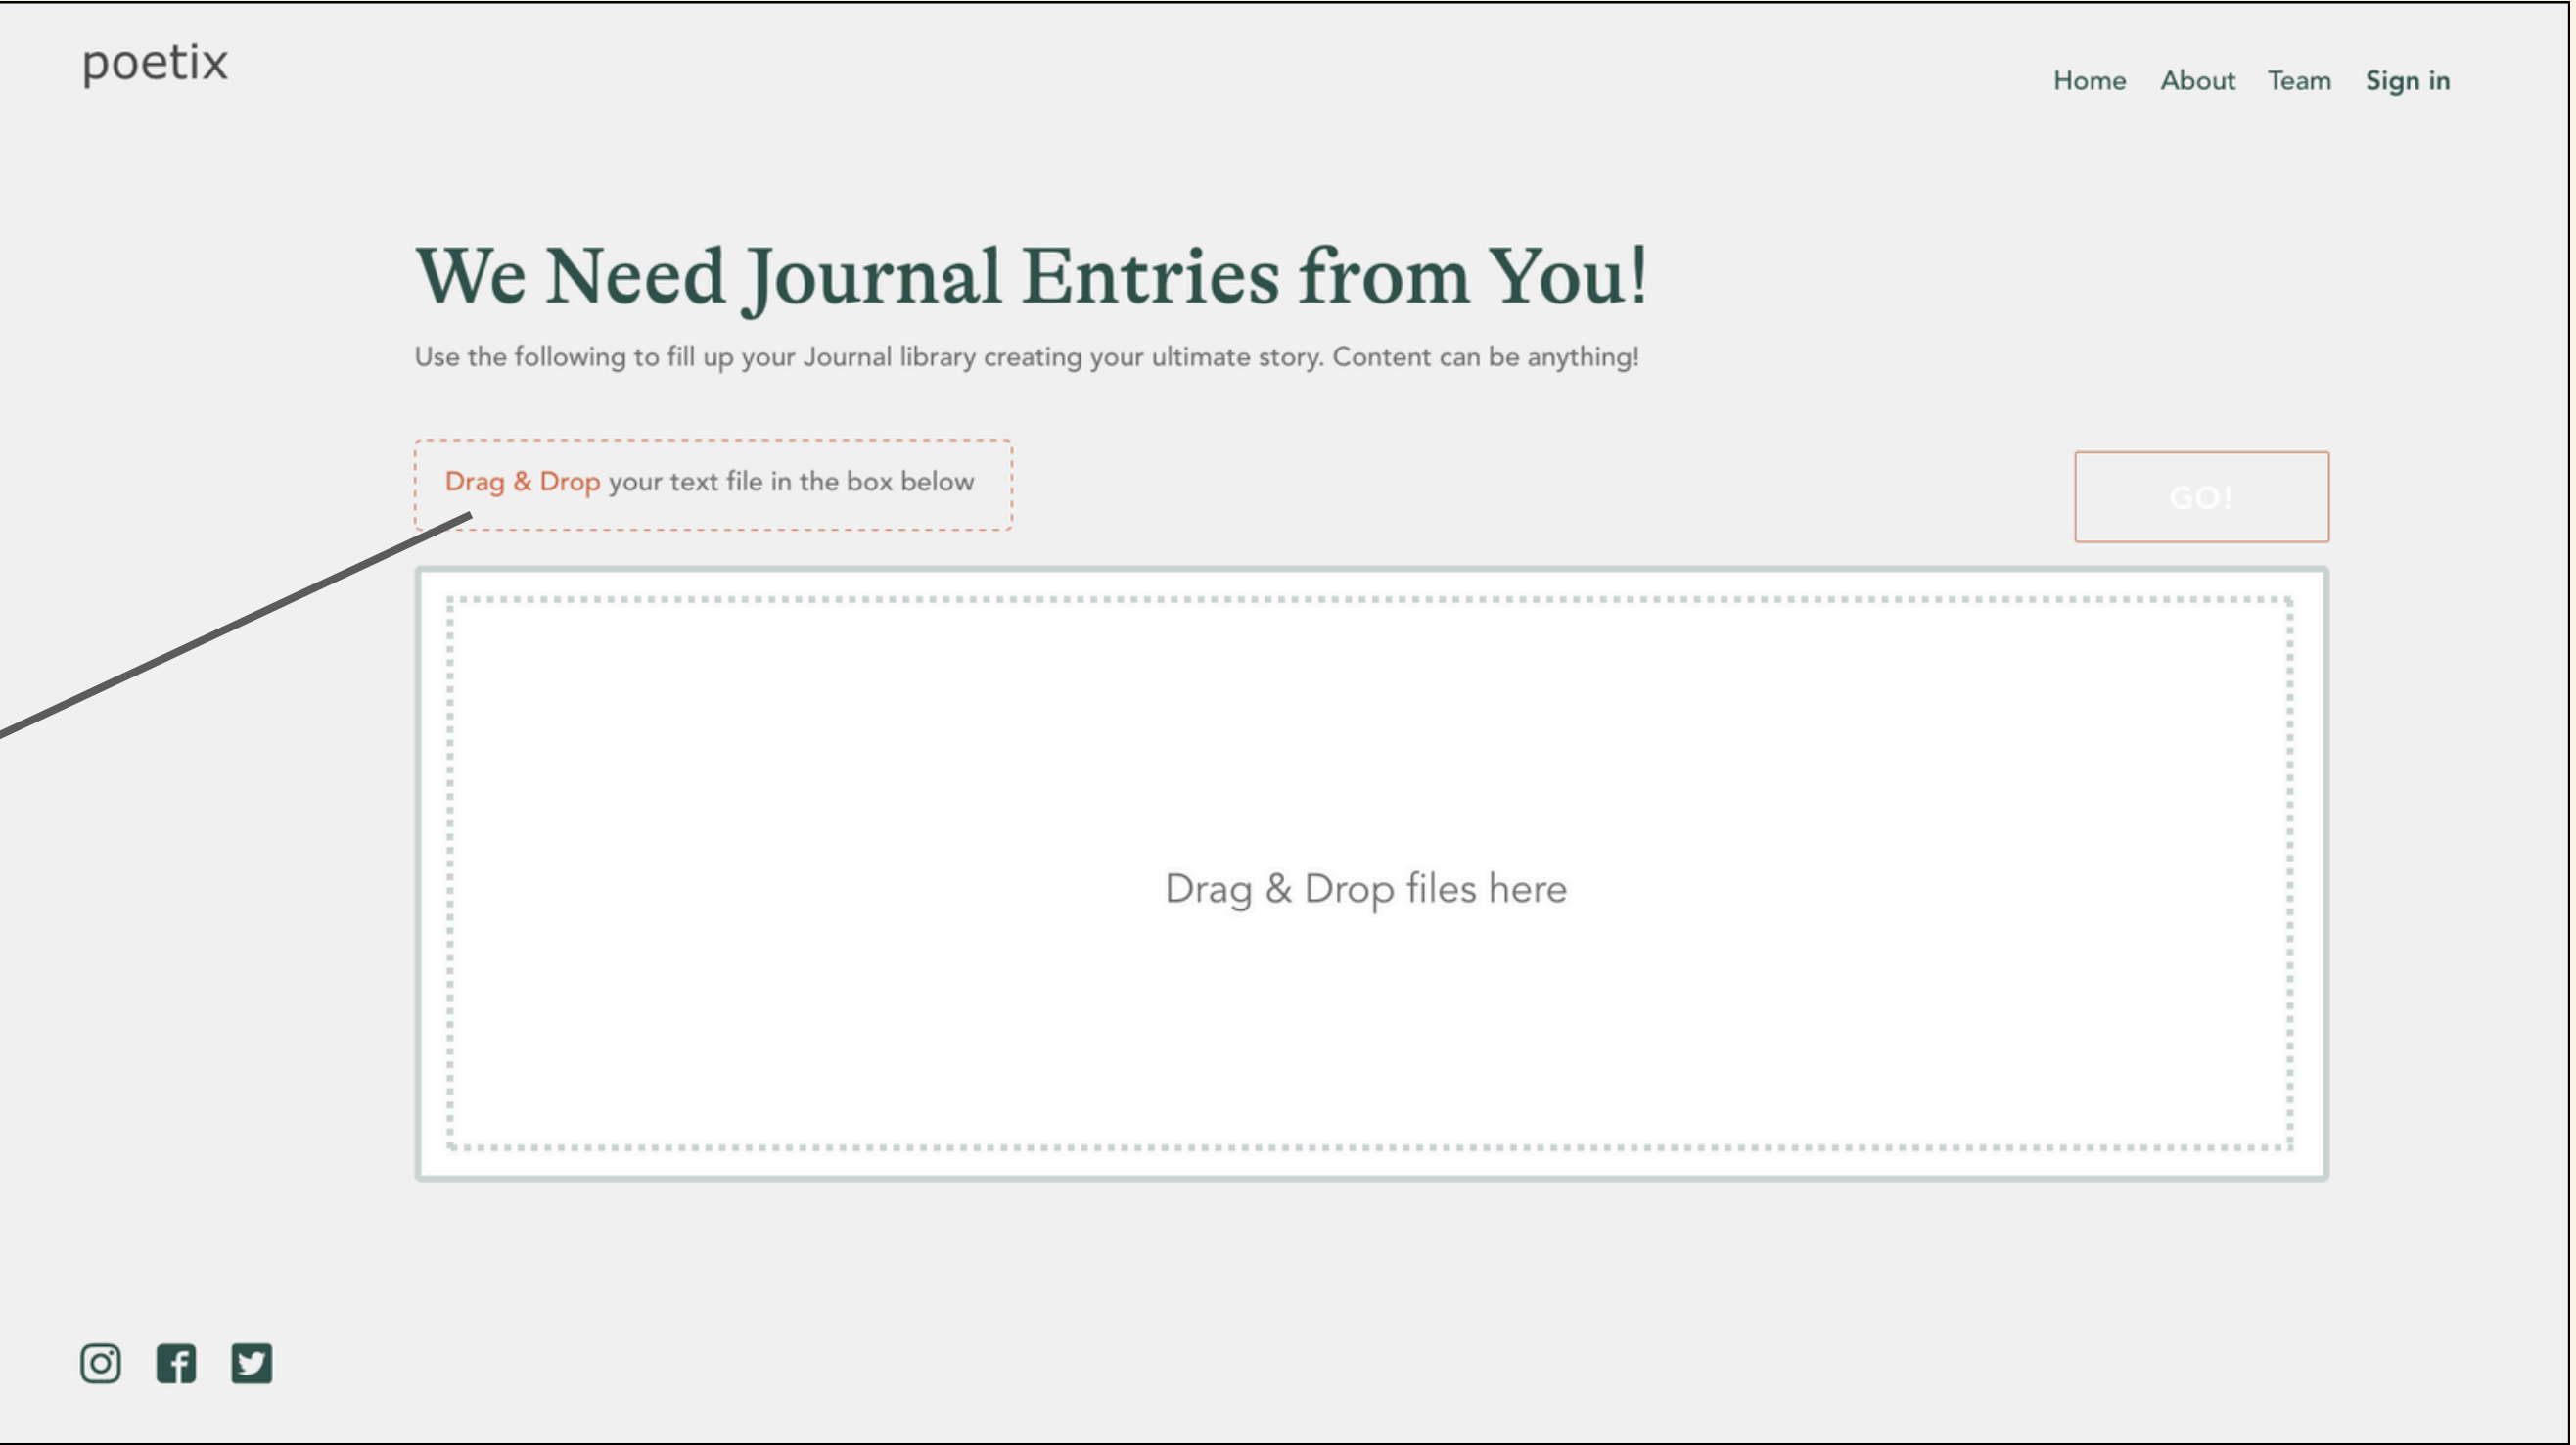 poetix
Home About Team Sign in
We Need Journal Entries from You!
Use the following to fill up your Journal library creating your ultimate story. Content can be anything!
Drag & Drop your text file in the box below
GO!
Drag & Drop files here